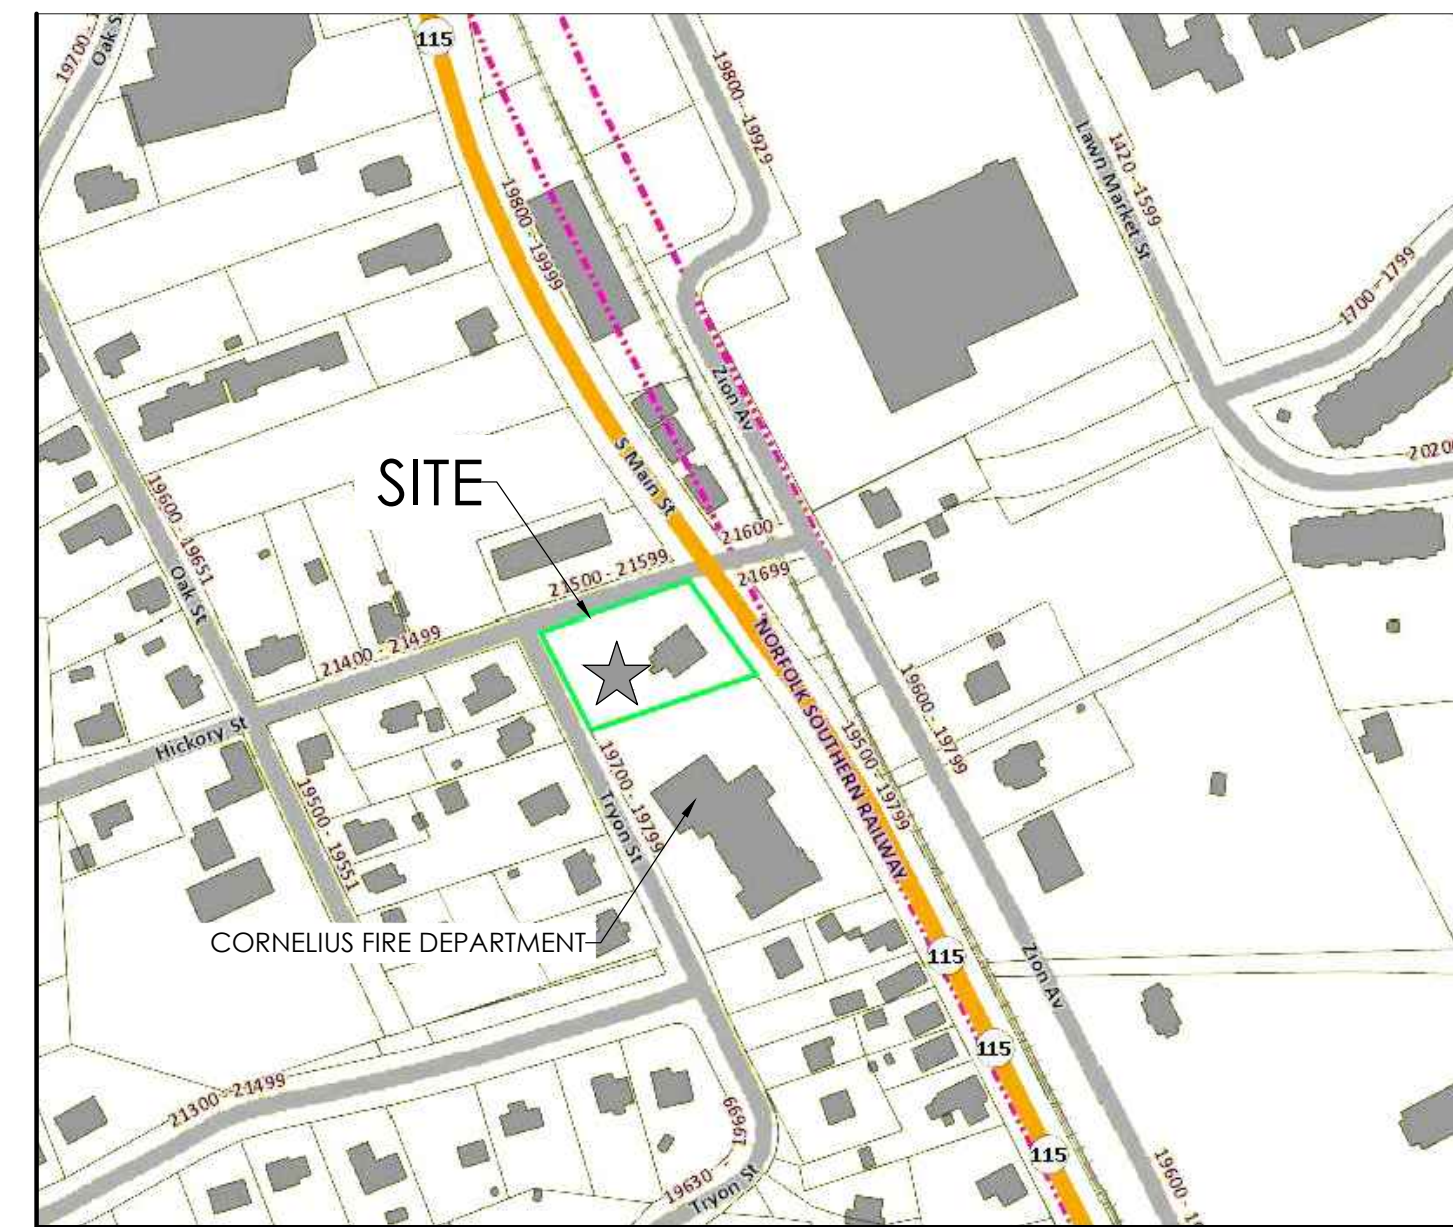 115
19700 -
Oak S
19800 - 19929
Lawn Market St
1420 - 1599
19800 - 19999
1700 - 1799
Zion Av
S Main St
SITE
2020
19600 - 19651
Oak St
21600 -
21500 - 21599
21699
21400 - 21499
NORFOLK SOUTHERN RAILWAY
19600 - 19799
Hickory St
19500 - 19799
19700 - 19799
19500 - 19551
Tryon St
CORNELIUS FIRE DEPARTMENT
115
Zion Av
115
21300 - 21499
19630 - 19699
Tryon St
115
19600 - 19